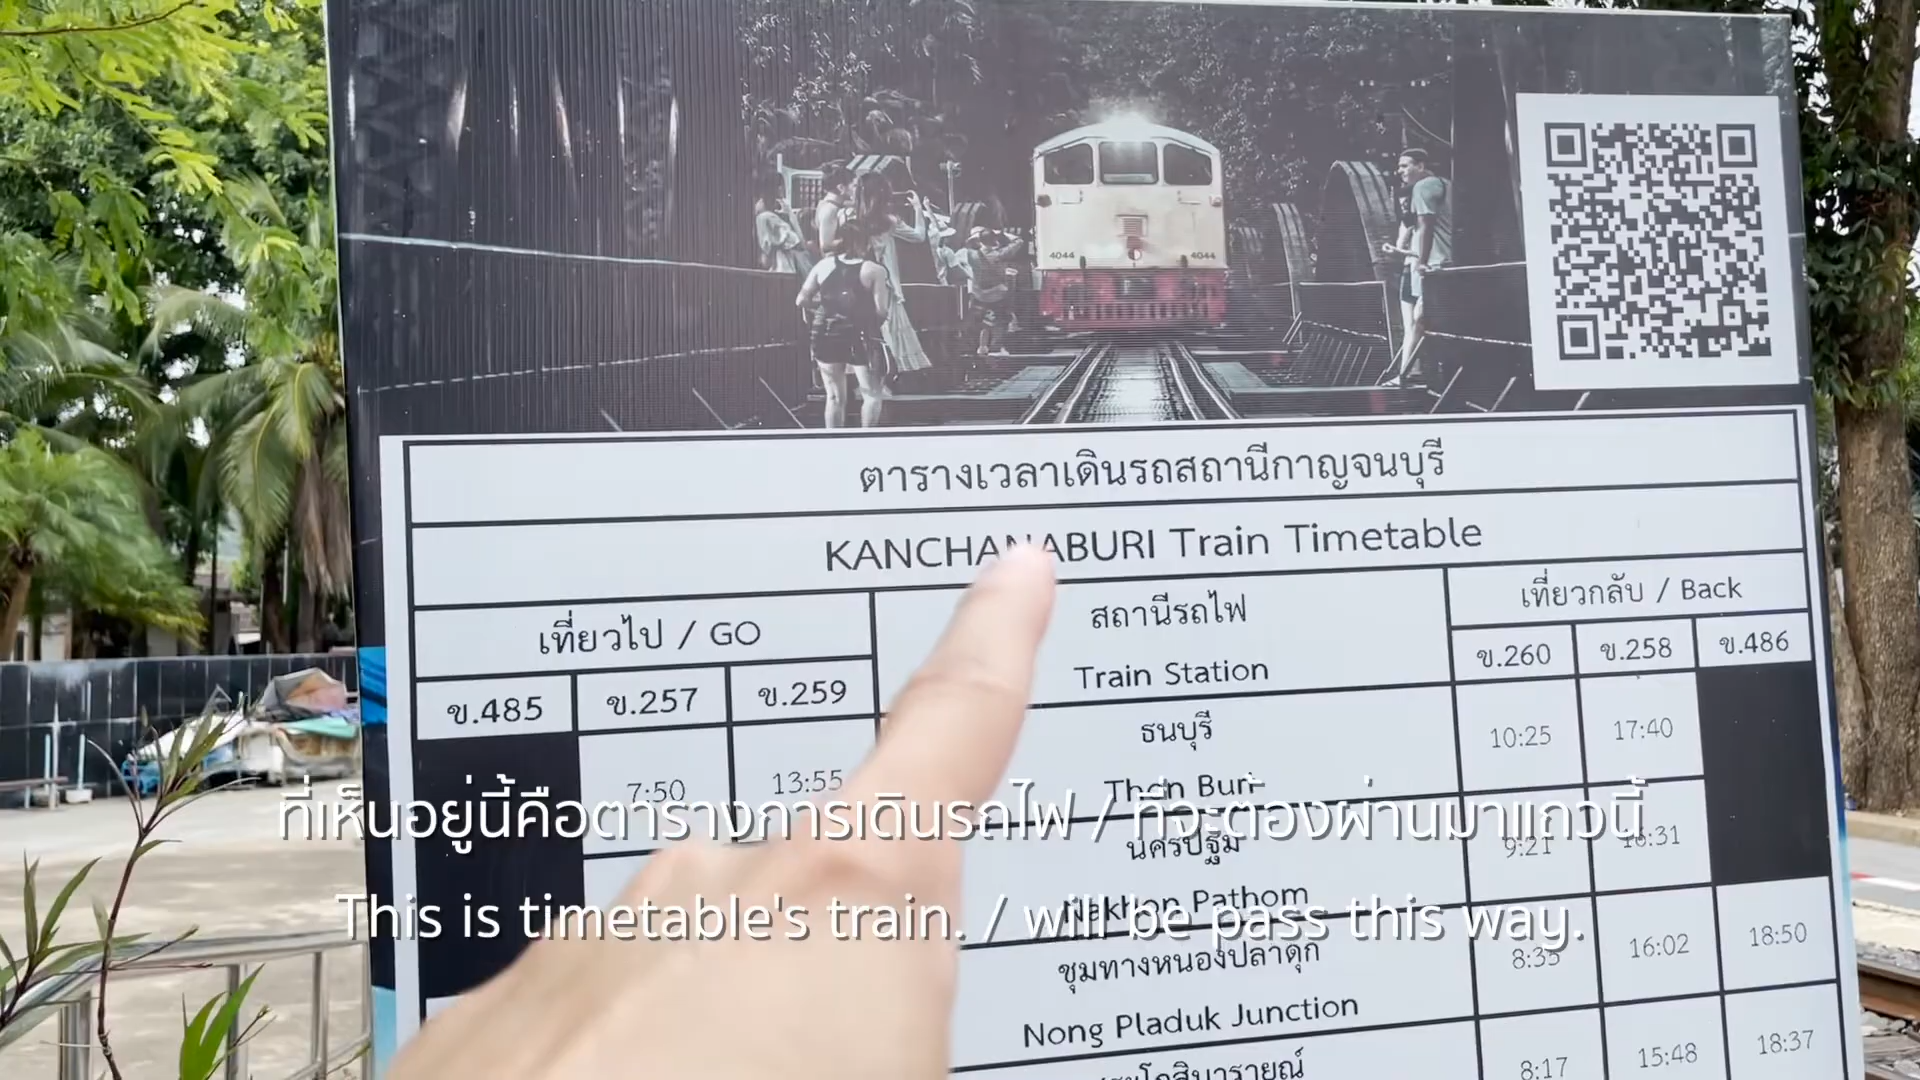 4044 4044
ตารางเวลาเดินรถสถานีกาญจนบุรี
KANCHANABURI Train Timetable
เที่ยวไป / GO
สถานีรถไฟ
Train Station
เที่ยวกลับ / Back
ข.485 ข.257 ข.259
ข.260 ข.258 ข.486
ธนบุรี
Thon Buri
7:50 13:55
10:25 17:40
ที่เห็นอยู่นี้คือตารางการเดินรถไฟ / ที่จะต้องผ่านมาแถวนี้
นครปฐม
Nakhon Pathom
9:21 16:31
This is timetable's train. / will be pass this way.
ชุมทางหนองปลาดุก
Nong Pladuk Junction
8:35 16:02 18:50
8:17 15:48 18:37